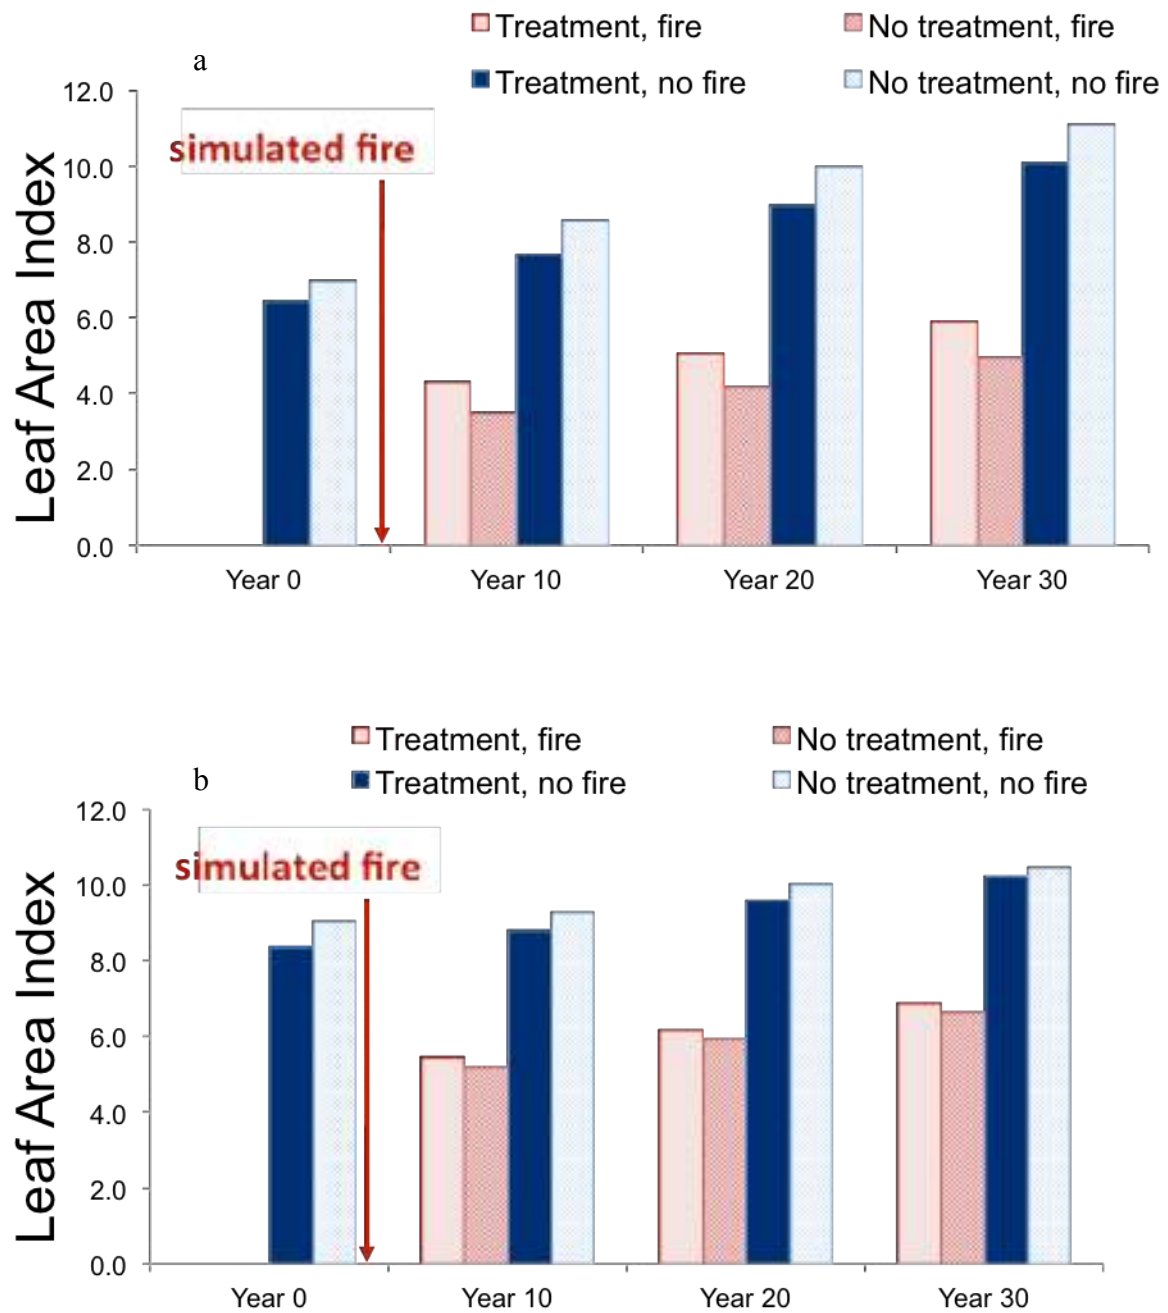 Treatment, fire
No treatment, fire
a
Treatment, no fire
No treatment, no fire
12.0
simulated fire
10.0
8.0
6.0
4.0
2.0
0.0
Leaf Area Index
Year 0
Year 10
Year 20
Year 30
Treatment, fire
No treatment, fire
b
Treatment, no fire
No treatment, no fire
12.0
simulated fire
10.0
8.0
6.0
4.0
2.0
0.0
Leaf Area Index
Year 0
Year 10
Year 20
Year 30